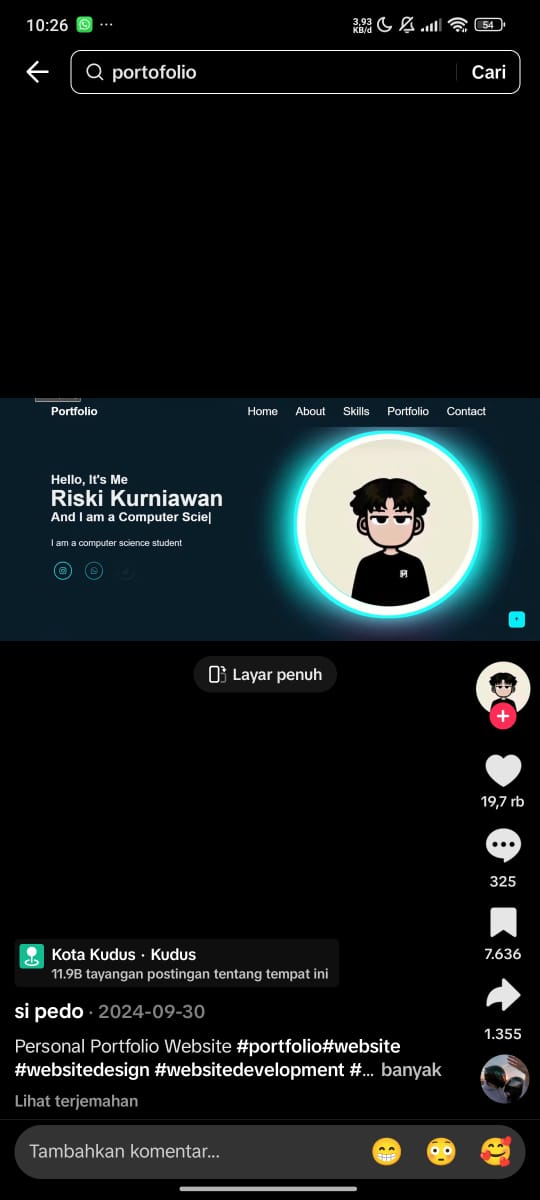 10:26
3,93
KB/d
54
portofolio
Cari
Portfolio
Home About Skills Portfolio Contact
Hello, It's Me
Riski Kurniawan
And I am a Computer Scie|
I am a computer science student
Layar penuh
19,7 rb
325
7.636
1.355
Kota Kudus · Kudus
11.9B tayangan postingan tentang tempat ini
si pedo · 2024-09-30
Personal Portfolio Website #portfolio#website
#websitedesign #websitedevelopment #... banyak
Lihat terjemahan
Tambahkan komentar...